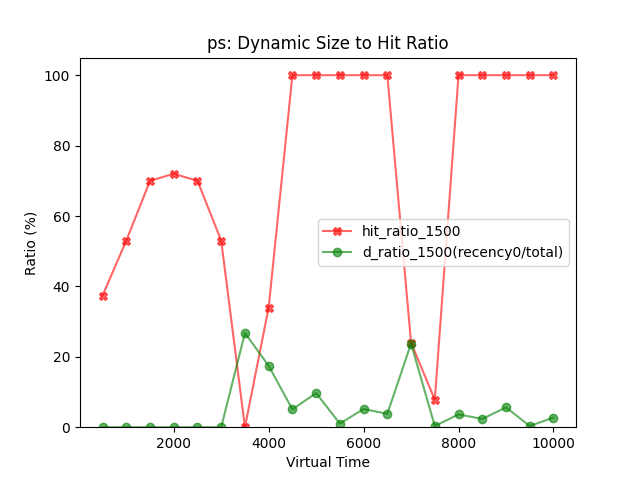 ps: Dynamic Size to Hit Ratio
Ratio (%)
100
80
60
40
20
0
hit_ratio_1500
d_ratio_1500(recency0/total)
2000 4000 6000 8000 10000
Virtual Time